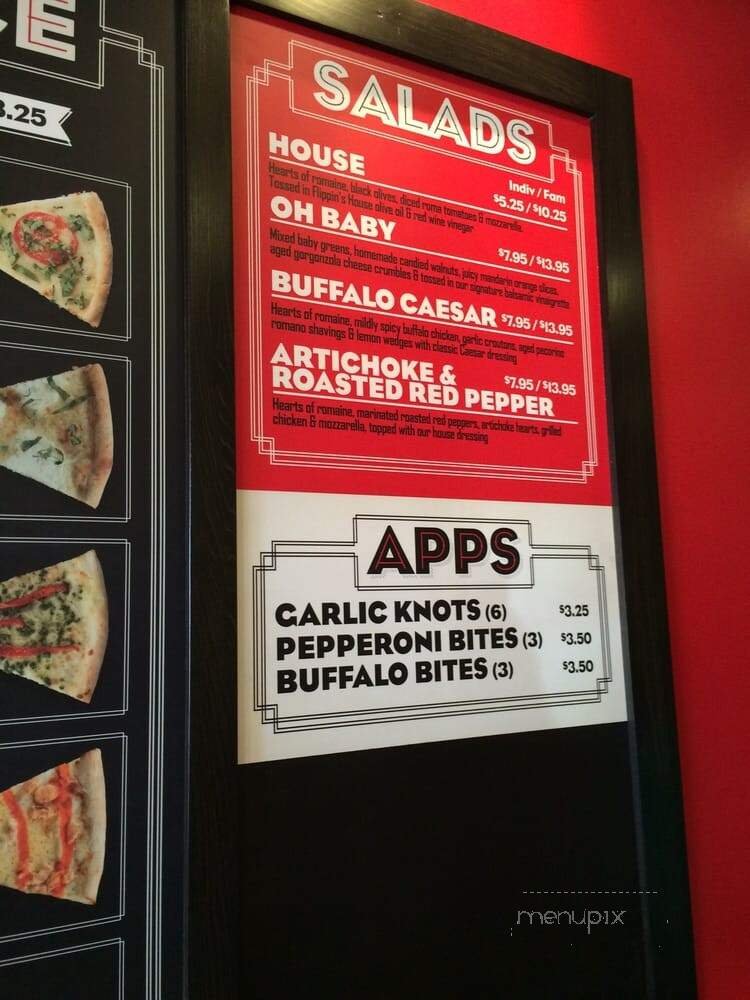 CE
3.25
SALADS
HOUSE
Indiv / Fam
$5.25 / $10.25
Hearts of romaine, black olives, diced roma tomatoes & mozzarella.
Tossed in Flippin's House olive oil & red wine vinegar
OH BABY
$7.95 / $13.95
Mixed baby greens, homemade candied walnuts, juicy mandarin orange slices,
aged gorgonzola cheese crumbles & tossed in our signature balsamic vinaigrette
BUFFALO CAESAR $7.95 / $13.95
Hearts of romaine, mildly spicy buffalo chicken, garlic croutons, aged pecorino
romano shavings & lemon wedges with classic Caesar dressing
ARTICHOKE &
ROASTED RED PEPPER
$7.95 / $13.95
Hearts of romaine, marinated roasted red peppers, artichoke hearts, grilled
chicken & mozzarella, topped with our house dressing
APPS
GARLIC KNOTS (6) $3.25
PEPPERONI BITES (3) $3.50
BUFFALO BITES (3) $3.50
menupix